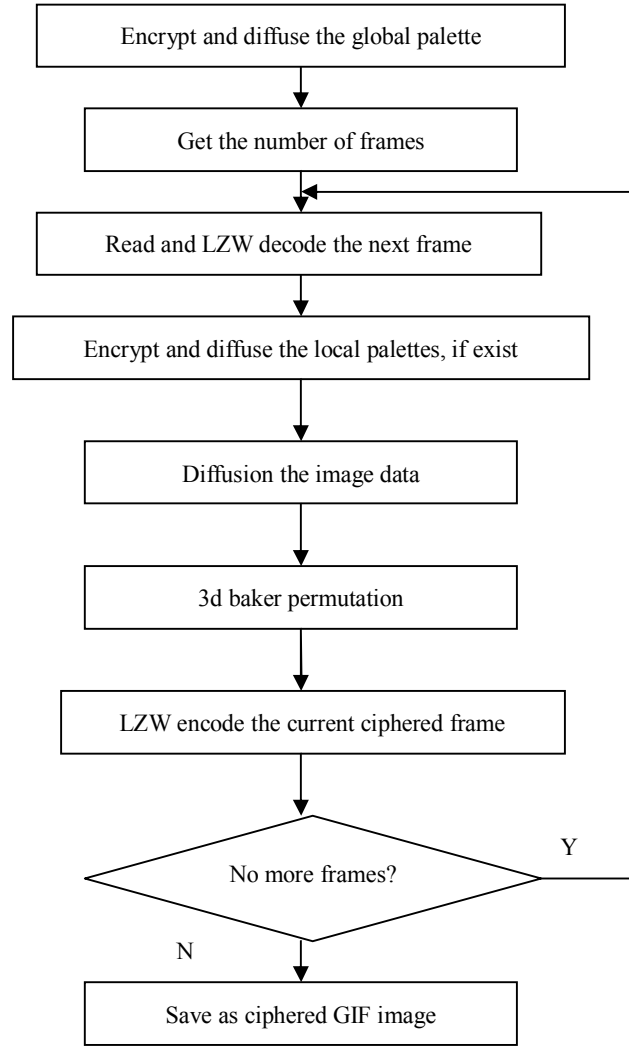 Encrypt and diffuse the global palette
Get the number of frames
Read and LZW decode the next frame
Encrypt and diffuse the local palettes, if exist
Diffusion the image data
3d baker permutation
LZW encode the current ciphered frame
No more frames?
Y
N
Save as ciphered GIF image